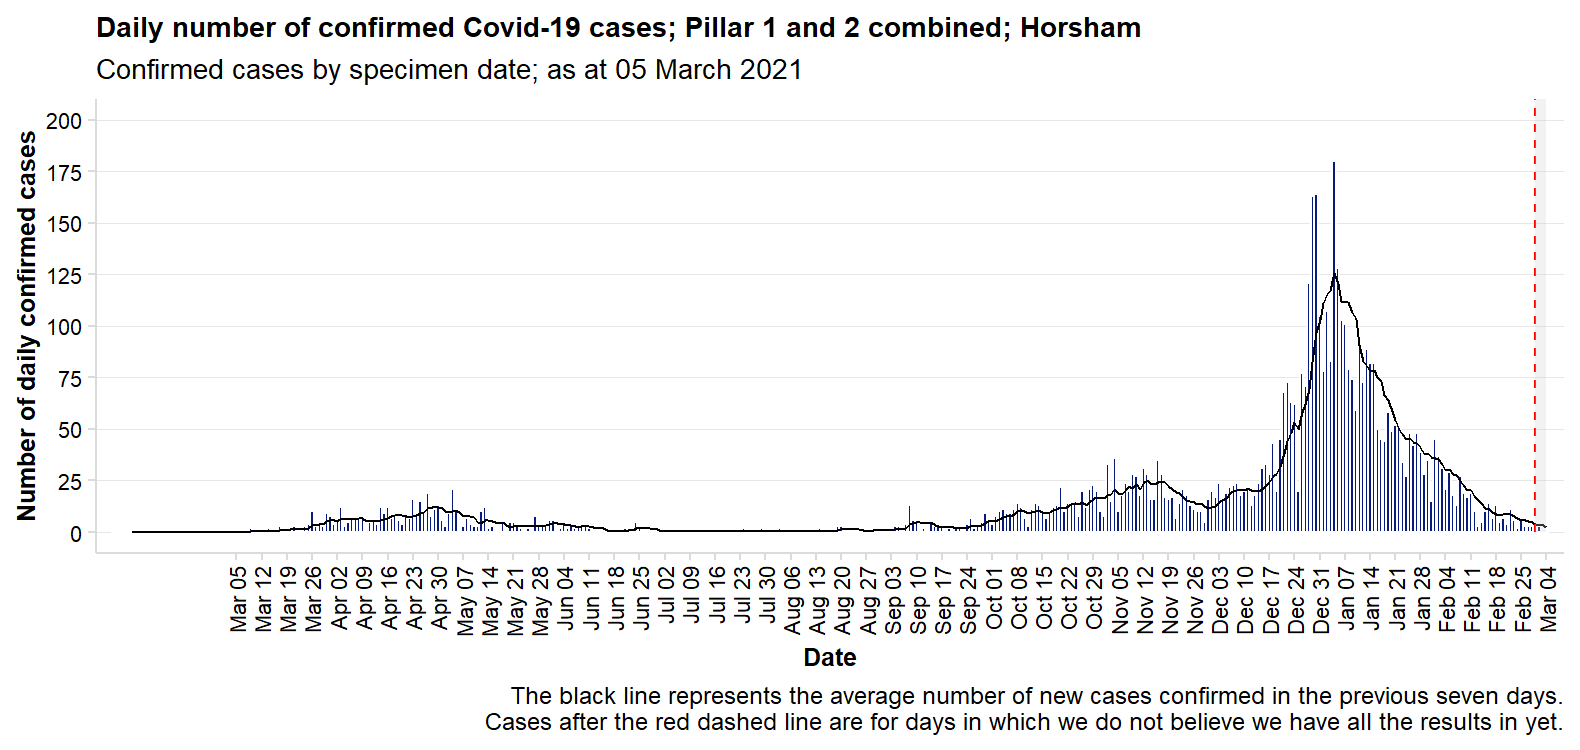 Daily number of confirmed Covid-19 cases; Pillar 1 and 2 combined; Horsham
Confirmed cases by specimen date; as at 05 March 2021
Number of daily confirmed cases
200
175
150
125
100
75
50
25
0
Mar 05
Mar 12
Mar 19
Mar 26
Apr 02
Apr 09
Apr 16
Apr 23
Apr 30
May 07
May 14
May 21
May 28
Jun 04
Jun 11
Jun 18
Jun 25
Jul 02
Jul 09
Jul 16
Jul 23
Jul 30
Aug 06
Aug 13
Aug 20
Aug 27
Sep 03
Sep 10
Sep 17
Sep 24
Oct 01
Oct 08
Oct 15
Oct 22
Oct 29
Nov 05
Nov 12
Nov 19
Nov 26
Dec 03
Dec 10
Dec 17
Dec 24
Dec 31
Jan 07
Jan 14
Jan 21
Jan 28
Feb 04
Feb 11
Feb 18
Feb 25
Mar 04
Date
The black line represents the average number of new cases confirmed in the previous seven days.
Cases after the red dashed line are for days in which we do not believe we have all the results in yet.